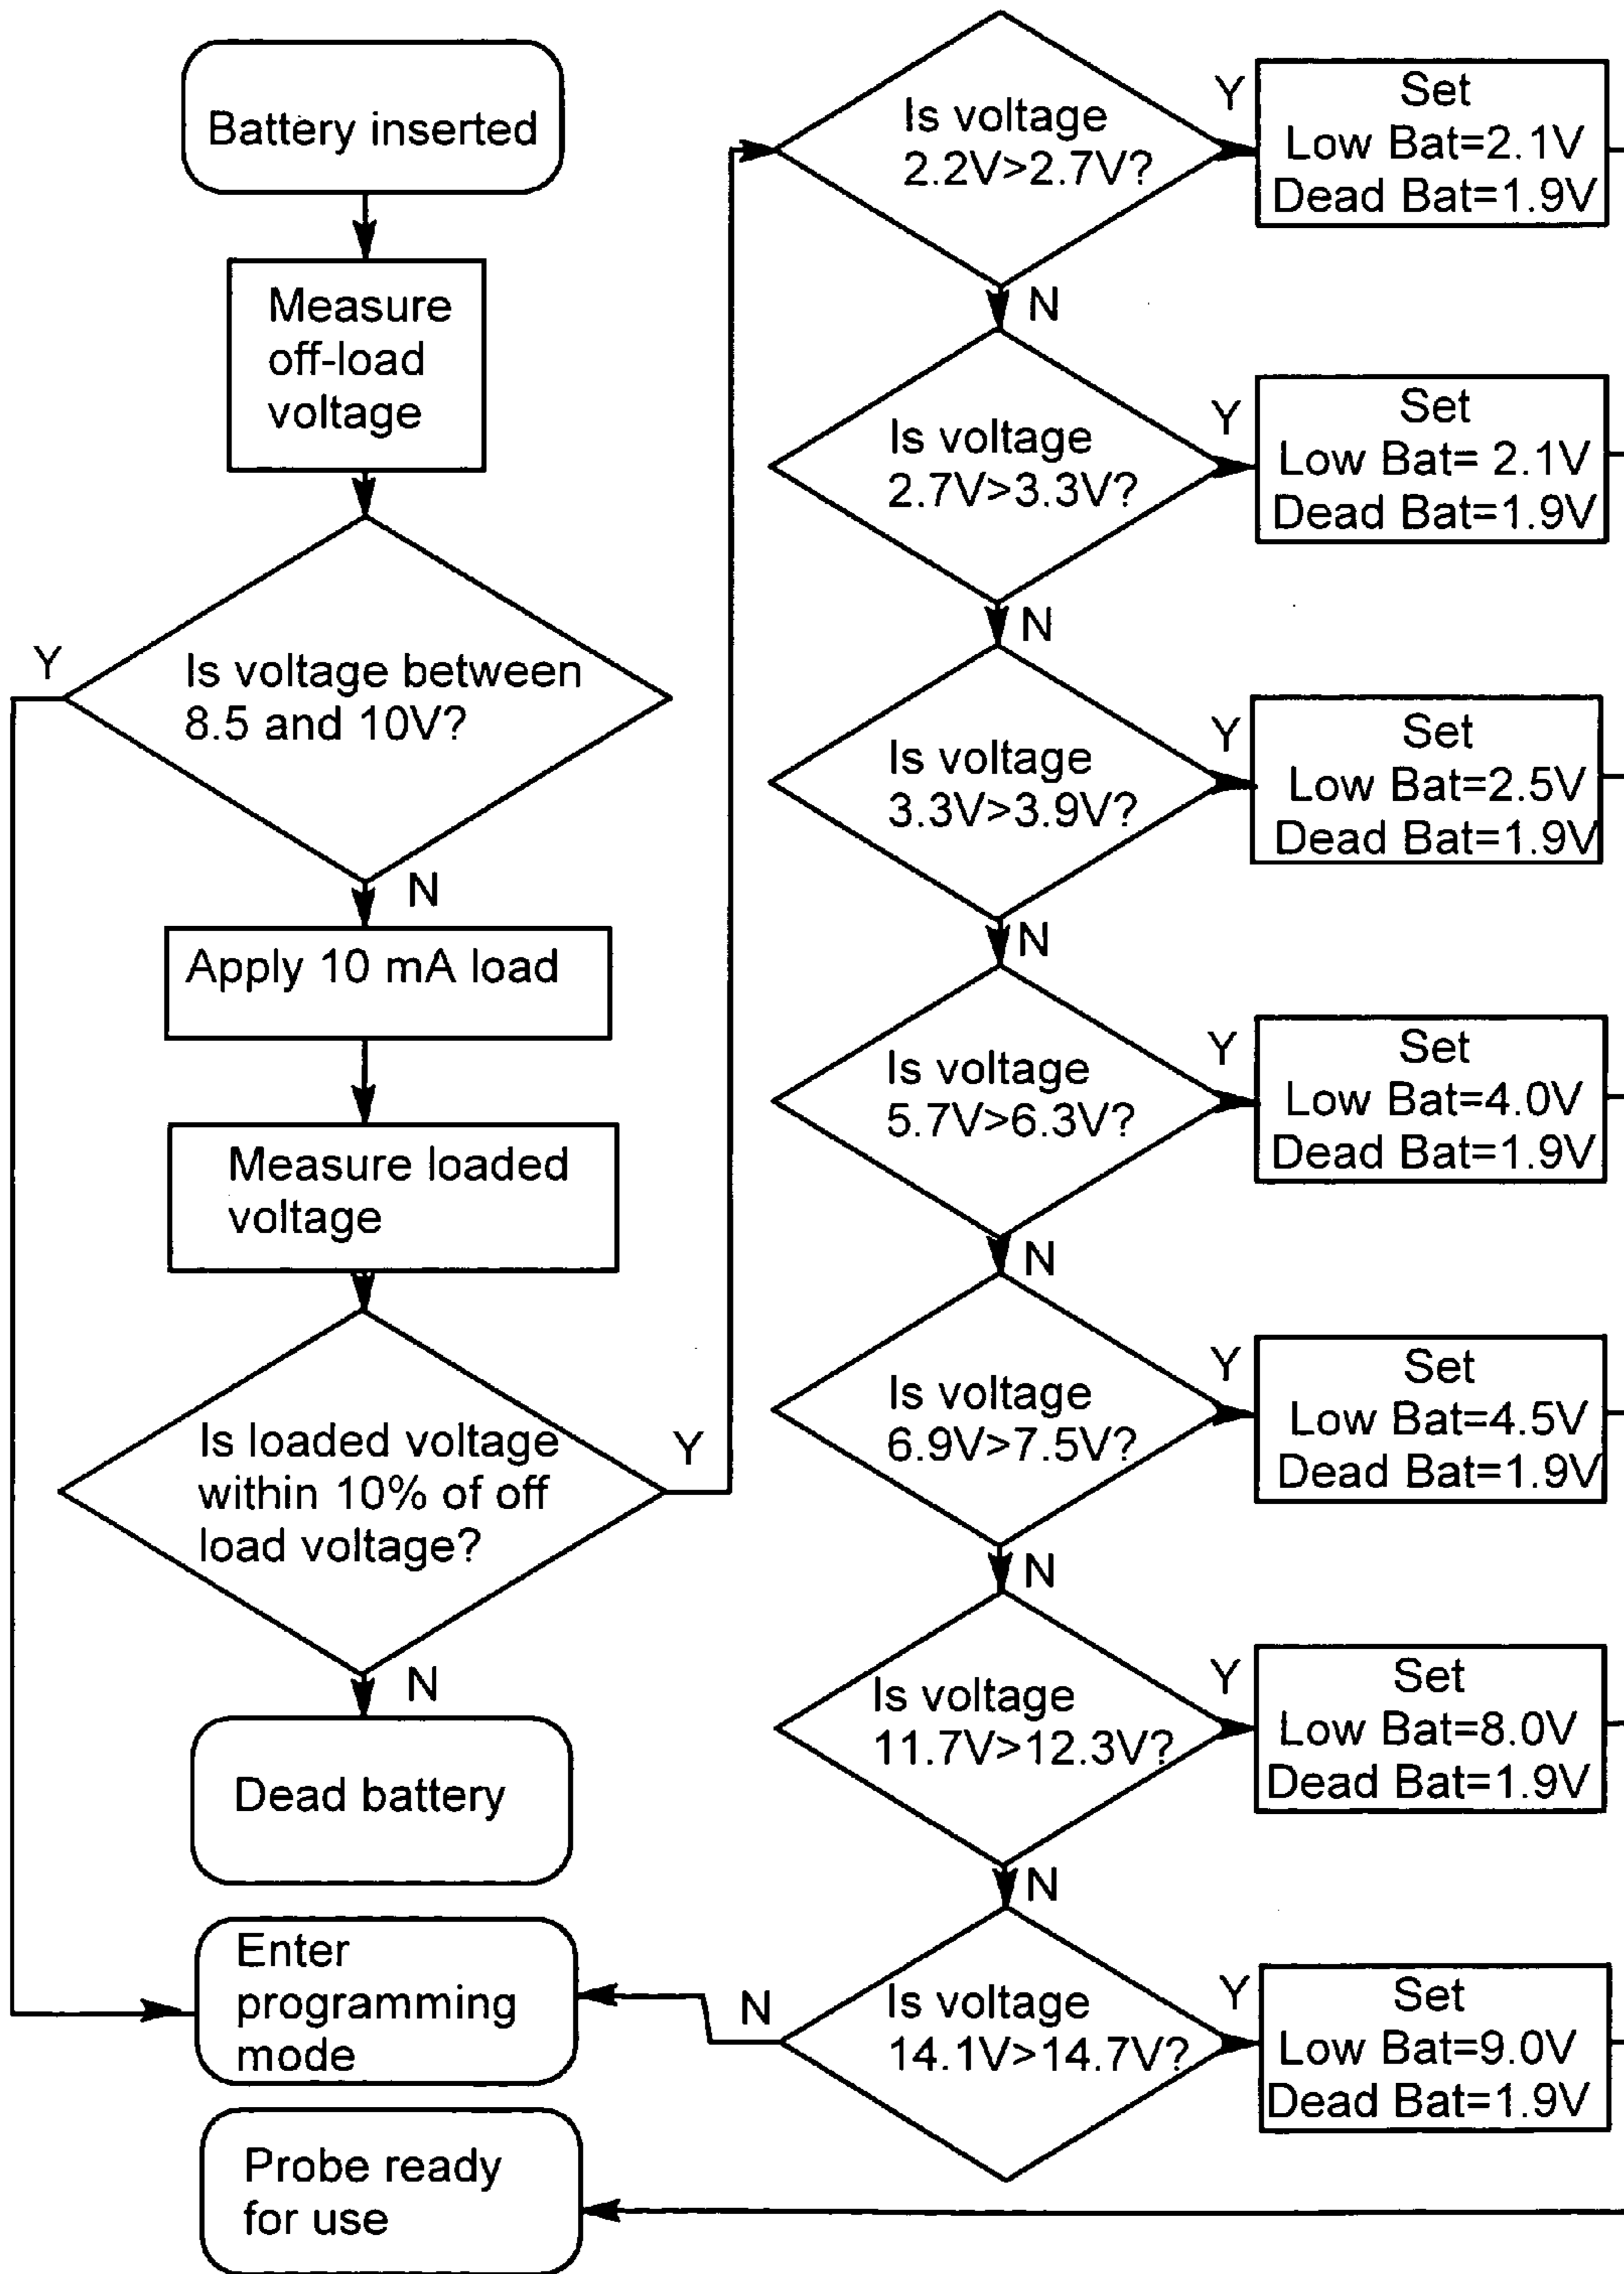 Battery inserted
Measure
off-load
voltage
Y
Is voltage between
8.5 and 10V?
N
Apply 10 mA load
Measure loaded
voltage
Is loaded voltage
within 10% of off
load voltage?
Y
N
Dead battery
Enter
programming
mode
Probe ready
for use
Is voltage
2.2V>2.7V?
Y
Set
Low Bat=2.1V
Dead Bat=1.9V
N
Is voltage
2.7V>3.3V?
Y
Set
Low Bat= 2.1V
Dead Bat=1.9V
N
Is voltage
3.3V>3.9V?
Y
Set
Low Bat=2.5V
Dead Bat=1.9V
N
Is voltage
5.7V>6.3V?
Y
Set
Low Bat=4.0V
Dead Bat=1.9V
N
Is voltage
6.9V>7.5V?
Y
Set
Low Bat=4.5V
Dead Bat=1.9V
N
Is voltage
11.7V>12.3V?
Y
Set
Low Bat=8.0V
Dead Bat=1.9V
N
Is voltage
14.1V>14.7V?
Y
Set
Low Bat=9.0V
Dead Bat=1.9V
N